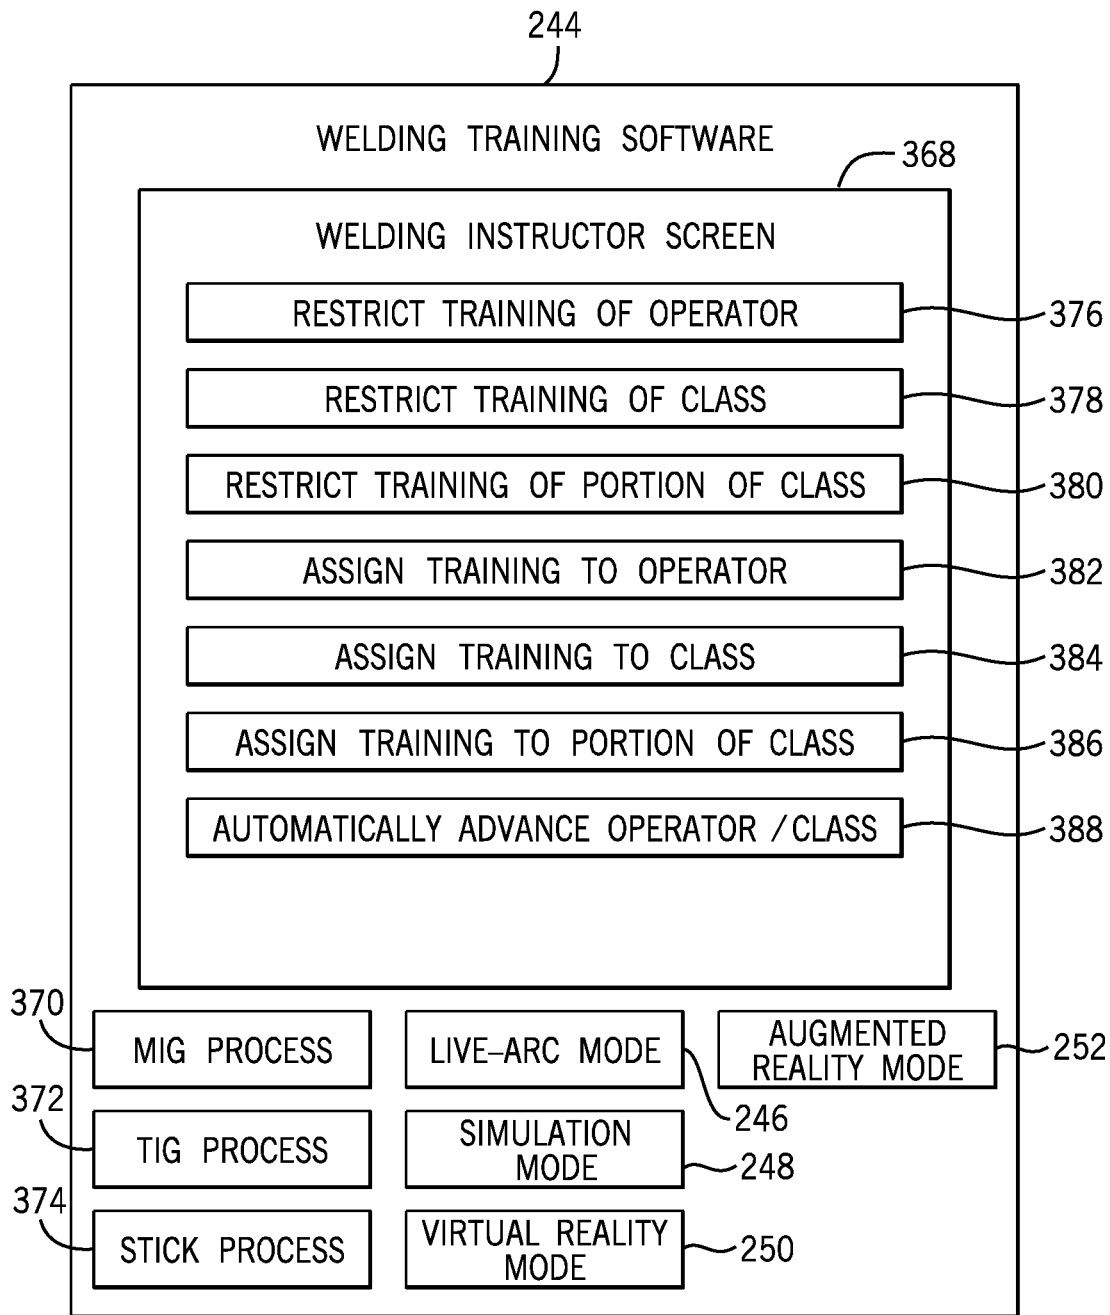 244
WELDING TRAINING SOFTWARE
368
WELDING INSTRUCTOR SCREEN
RESTRICT TRAINING OF OPERATOR
376
RESTRICT TRAINING OF CLASS
378
RESTRICT TRAINING OF PORTION OF CLASS
380
ASSIGN TRAINING TO OPERATOR
382
ASSIGN TRAINING TO CLASS
384
ASSIGN TRAINING TO PORTION OF CLASS
386
AUTOMATICALLY ADVANCE OPERATOR / CLASS
388
370
MIG PROCESS
LIVE–ARC MODE
246
AUGMENTED
REALITY MODE
252
372
TIG PROCESS
SIMULATION
MODE
248
374
STICK PROCESS
VIRTUAL REALITY
MODE
250